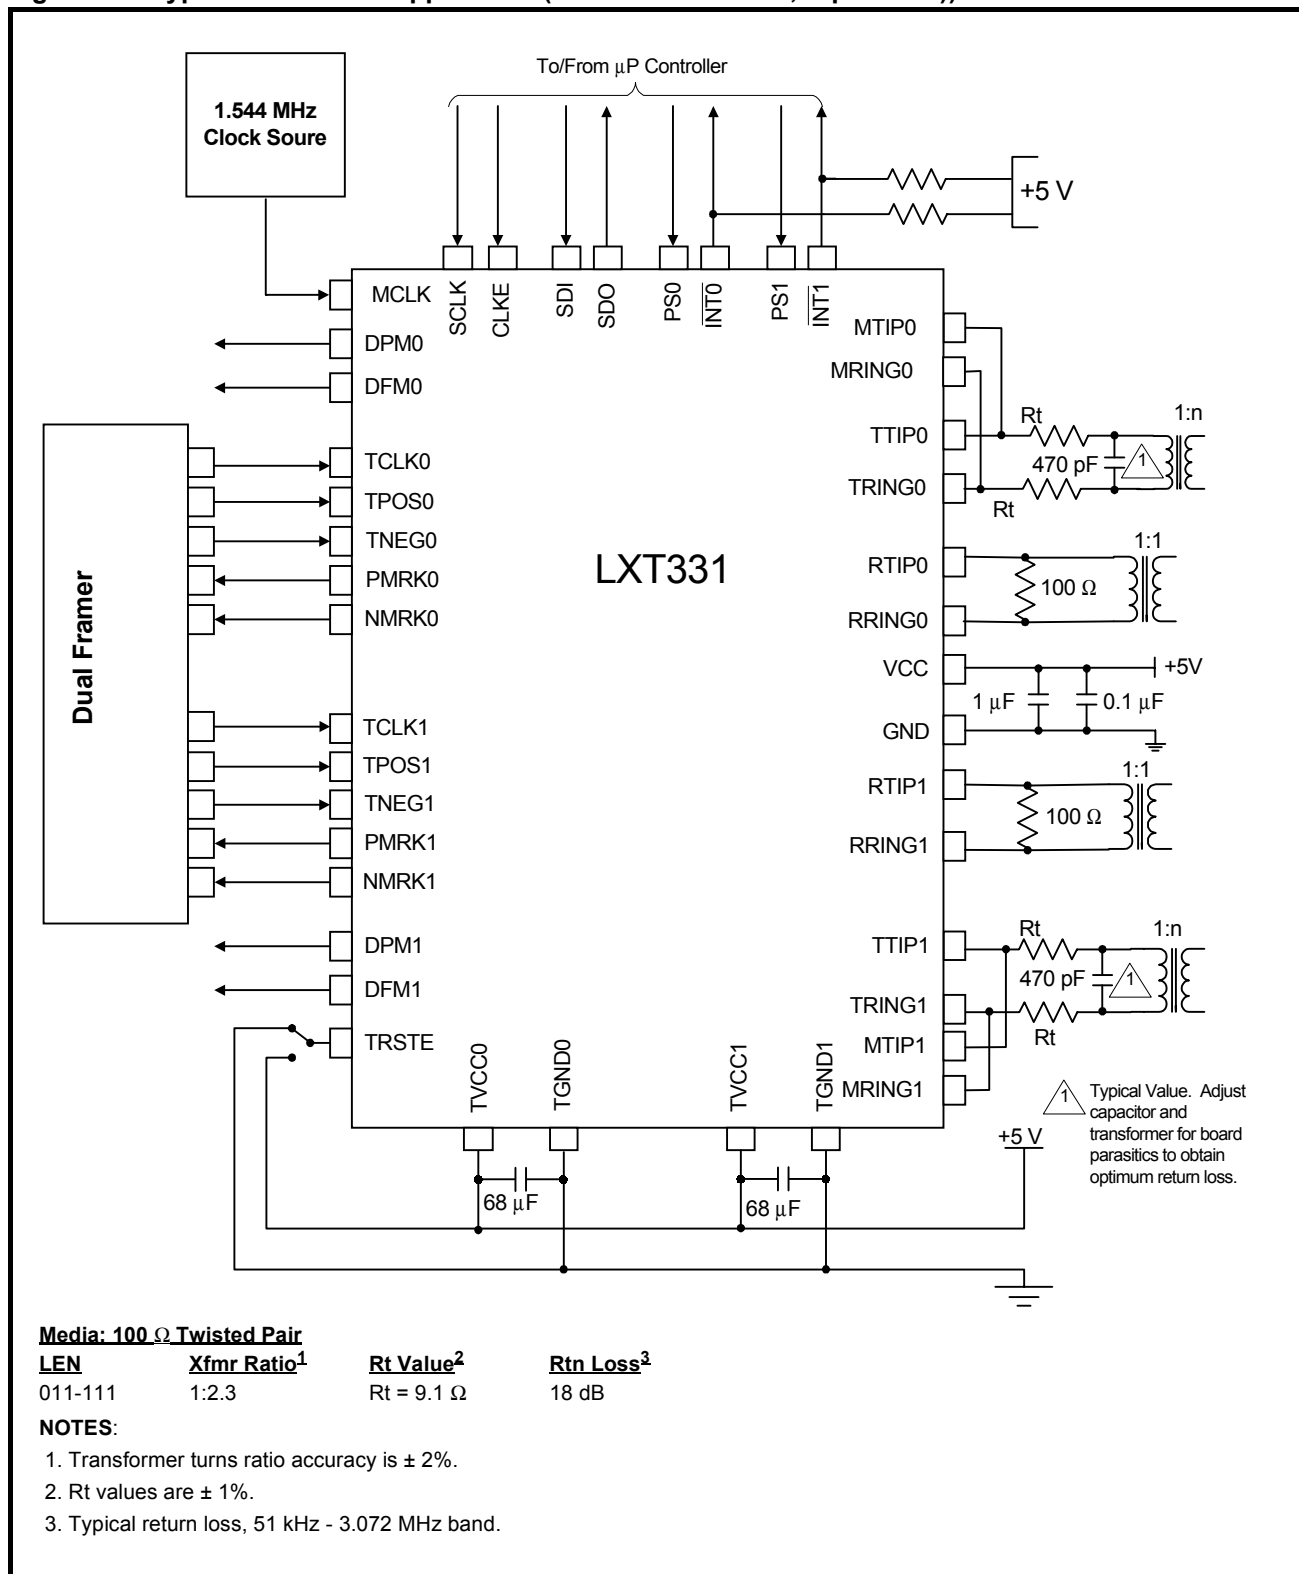 To/From µP Controller
1.544 MHz
Clock Soure
+5 V
SCLK
CLKE
SDI
SDO
PS0
INT0
PS1
INT1
MCLK
DPM0
DFM0
TCLK0
TPOS0
TNEG0
PMRK0
NMRK0
TCLK1
TPOS1
TNEG1
PMRK1
NMRK1
DPM1
DFM1
TRSTE
Dual Framer
LXT331
MTIP0
MRING0
TTIP0
TRING0
RTIP0
RRING0
VCC
GND
RTIP1
RRING1
TTIP1
TRING1
MTIP1
MRING1
Rt
1:n
470 pF
1
Rt
1:1
100 Ω
+5V
1 µF
0.1 µF
1:1
100 Ω
Rt
1:n
470 pF
1
Rt
TVCC0
TGND0
TVCC1
TGND1
68 µF
68 µF
+5 V
1 Typical Value. Adjust
capacitor and
transformer for board
parasitics to obtain
optimum return loss.
Media: 100 Ω Twisted Pair
LEN Xfmr Ratio1 Rt Value2 Rtn Loss3
011-111 1:2.3 Rt = 9.1 Ω 18 dB
NOTES:
1. Transformer turns ratio accuracy is ± 2%.
2. Rt values are ± 1%.
3. Typical return loss, 51 kHz - 3.072 MHz band.